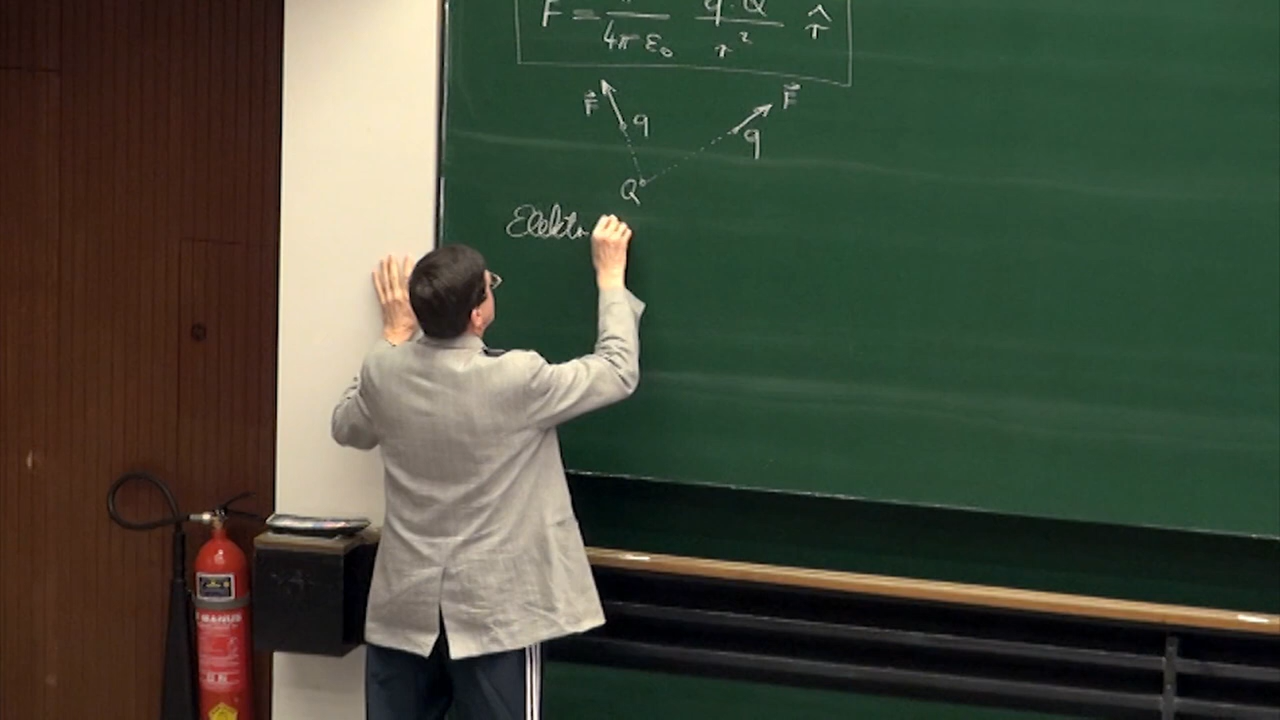 F = 1/4πε₀ q·Q/r² r̂
F⃗ q q F⃗
Q
Elektr